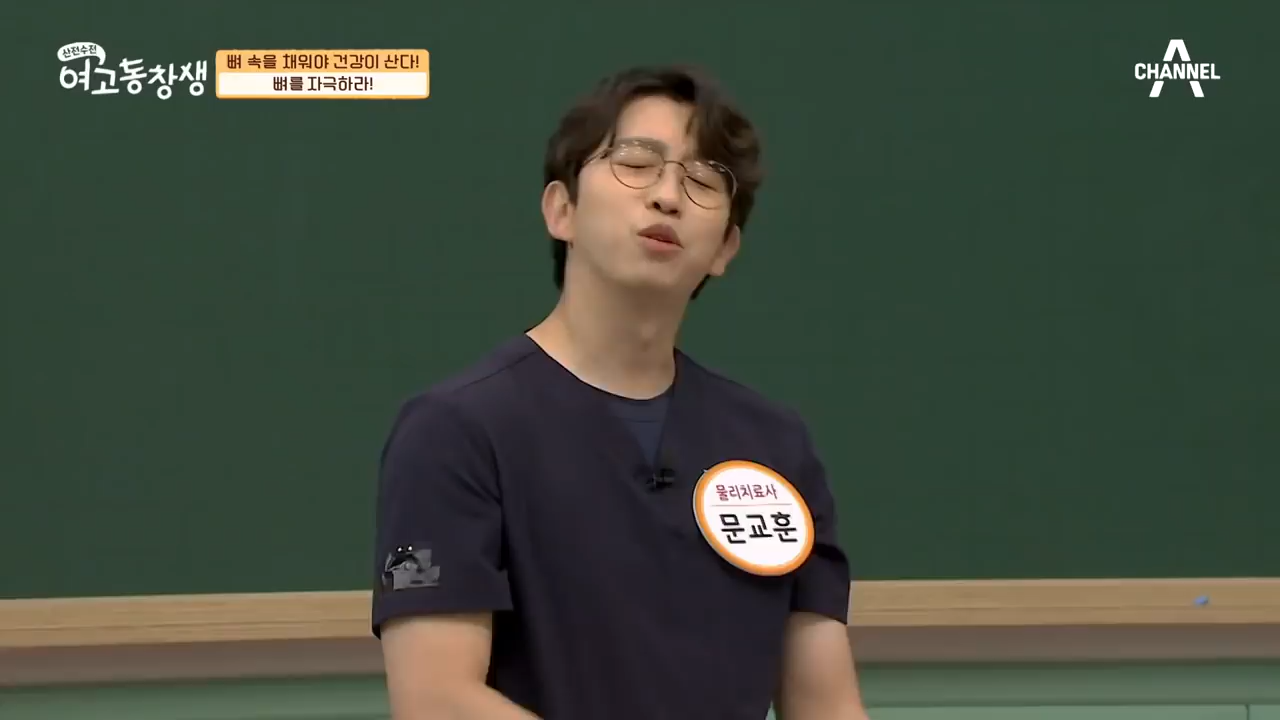 산전수전
여고동창생
뼈 속을 채워야 건강이 산다!
뼈를 자극하라!
CHANNEL A
물리치료사
문교훈